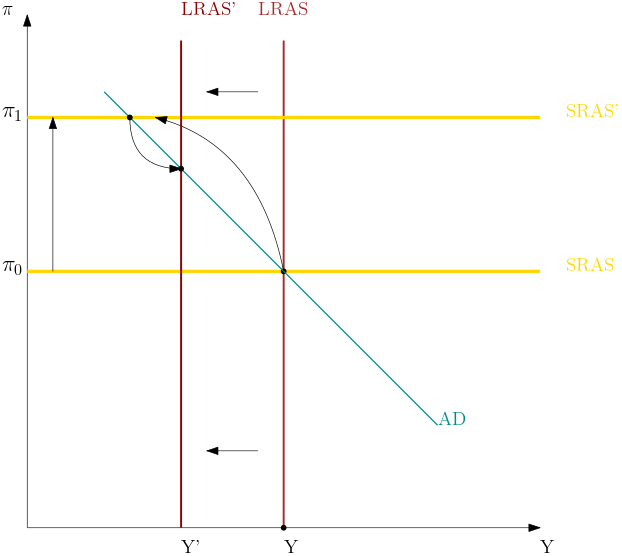 π LRAS' LRAS
π1 SRAS'
π0 SRAS
AD
Y' Y Y